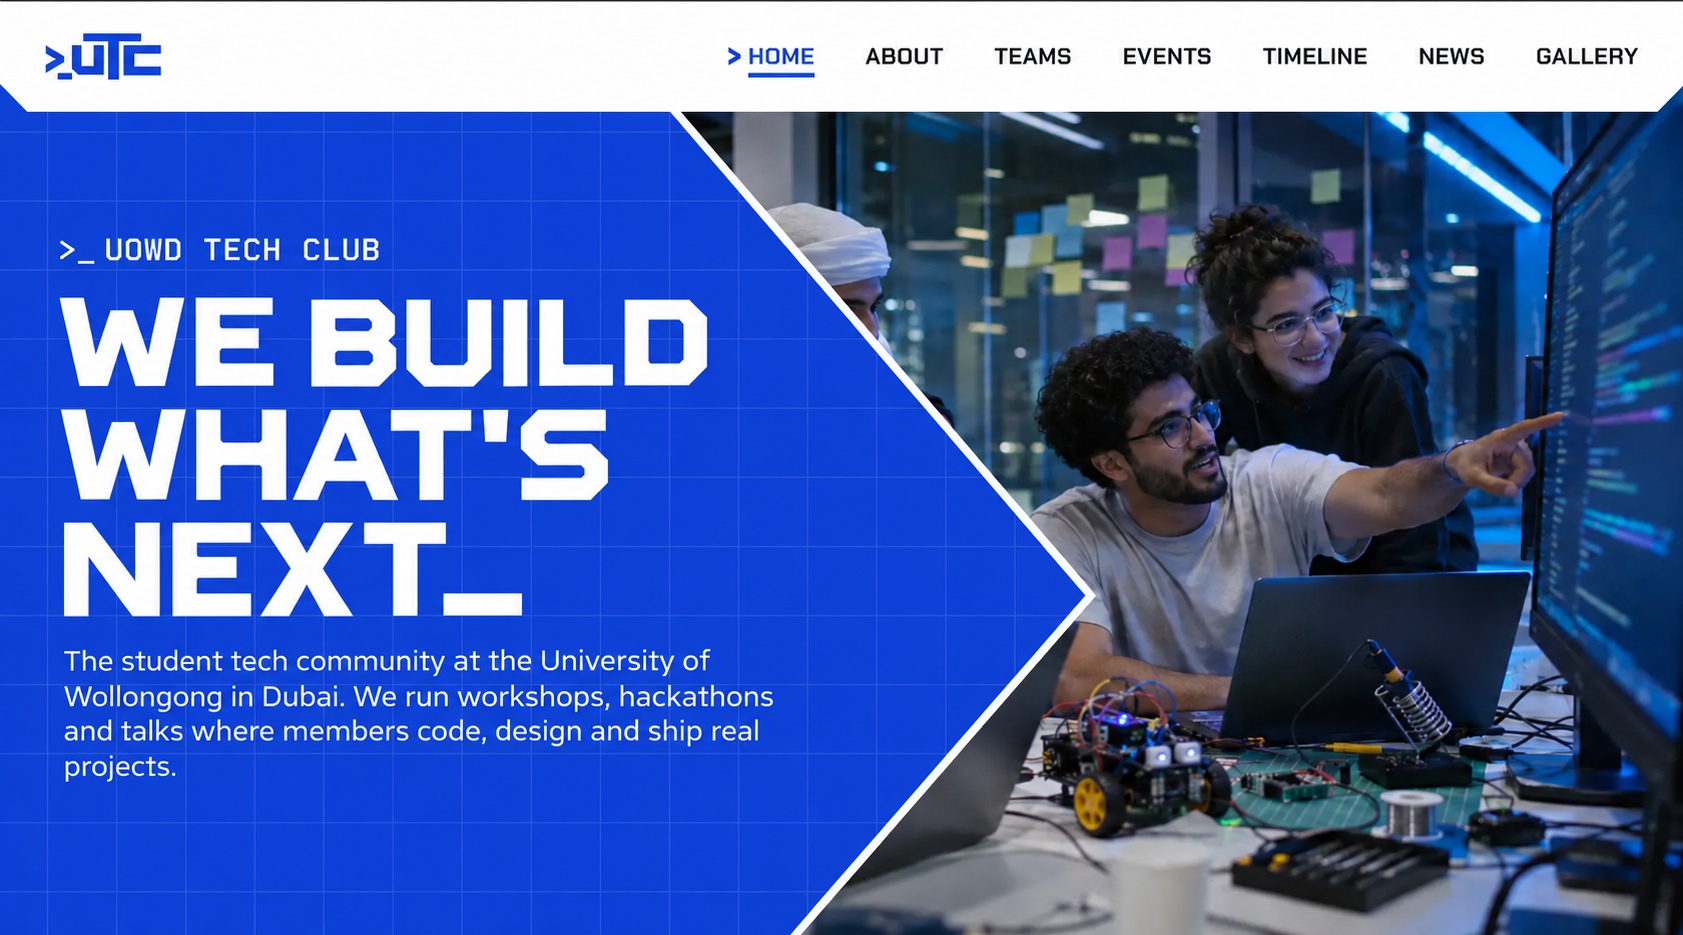 >_UTC
> HOME
ABOUT
TEAMS
EVENTS
TIMELINE
NEWS
GALLERY
>_ UOWD TECH CLUB
WE BUILD
WHAT'S
NEXT_
The student tech community at the University of
Wollongong in Dubai. We run workshops, hackathons
and talks where members code, design and ship real
projects.